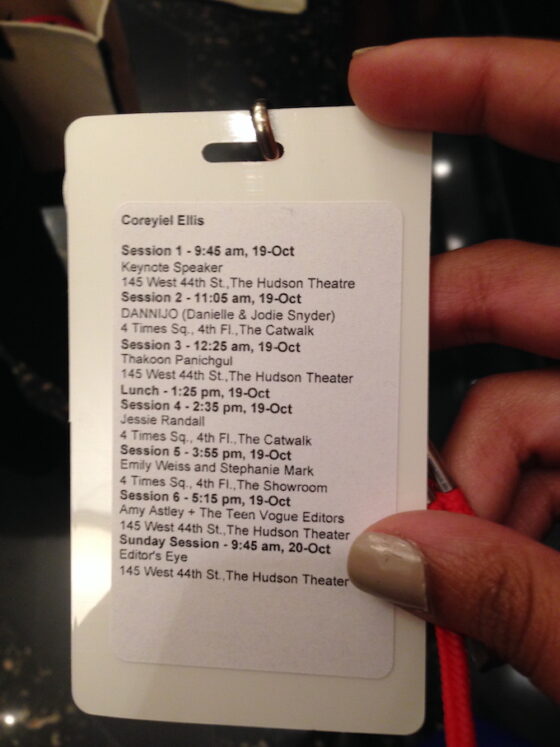 Coreyiel Ellis
Session 1 - 9:45 am, 19-Oct
Keynote Speaker
145 West 44th St.,The Hudson Theatre
Session 2 - 11:05 am, 19-Oct
DANNIJO (Danielle & Jodie Snyder)
4 Times Sq., 4th Fl.,The Catwalk
Session 3 - 12:25 am, 19-Oct
Thakoon Panichgul
145 West 44th St.,The Hudson Theater
Lunch - 1:25 pm, 19-Oct
Session 4 - 2:35 pm, 19-Oct
Jessie Randall
4 Times Sq., 4th Fl.,The Catwalk
Session 5 - 3:55 pm, 19-Oct
Emily Weiss and Stephanie Mark
4 Times Sq., 4th Fl.,The Showroom
Session 6 - 5:15 pm, 19-Oct
Amy Astley + The Teen Vogue Editors
145 West 44th St.,The Hudson Theater
Sunday Session - 9:45 am, 20-Oct
Editor's Eye
145 West 44th St.,The Hudson Theater